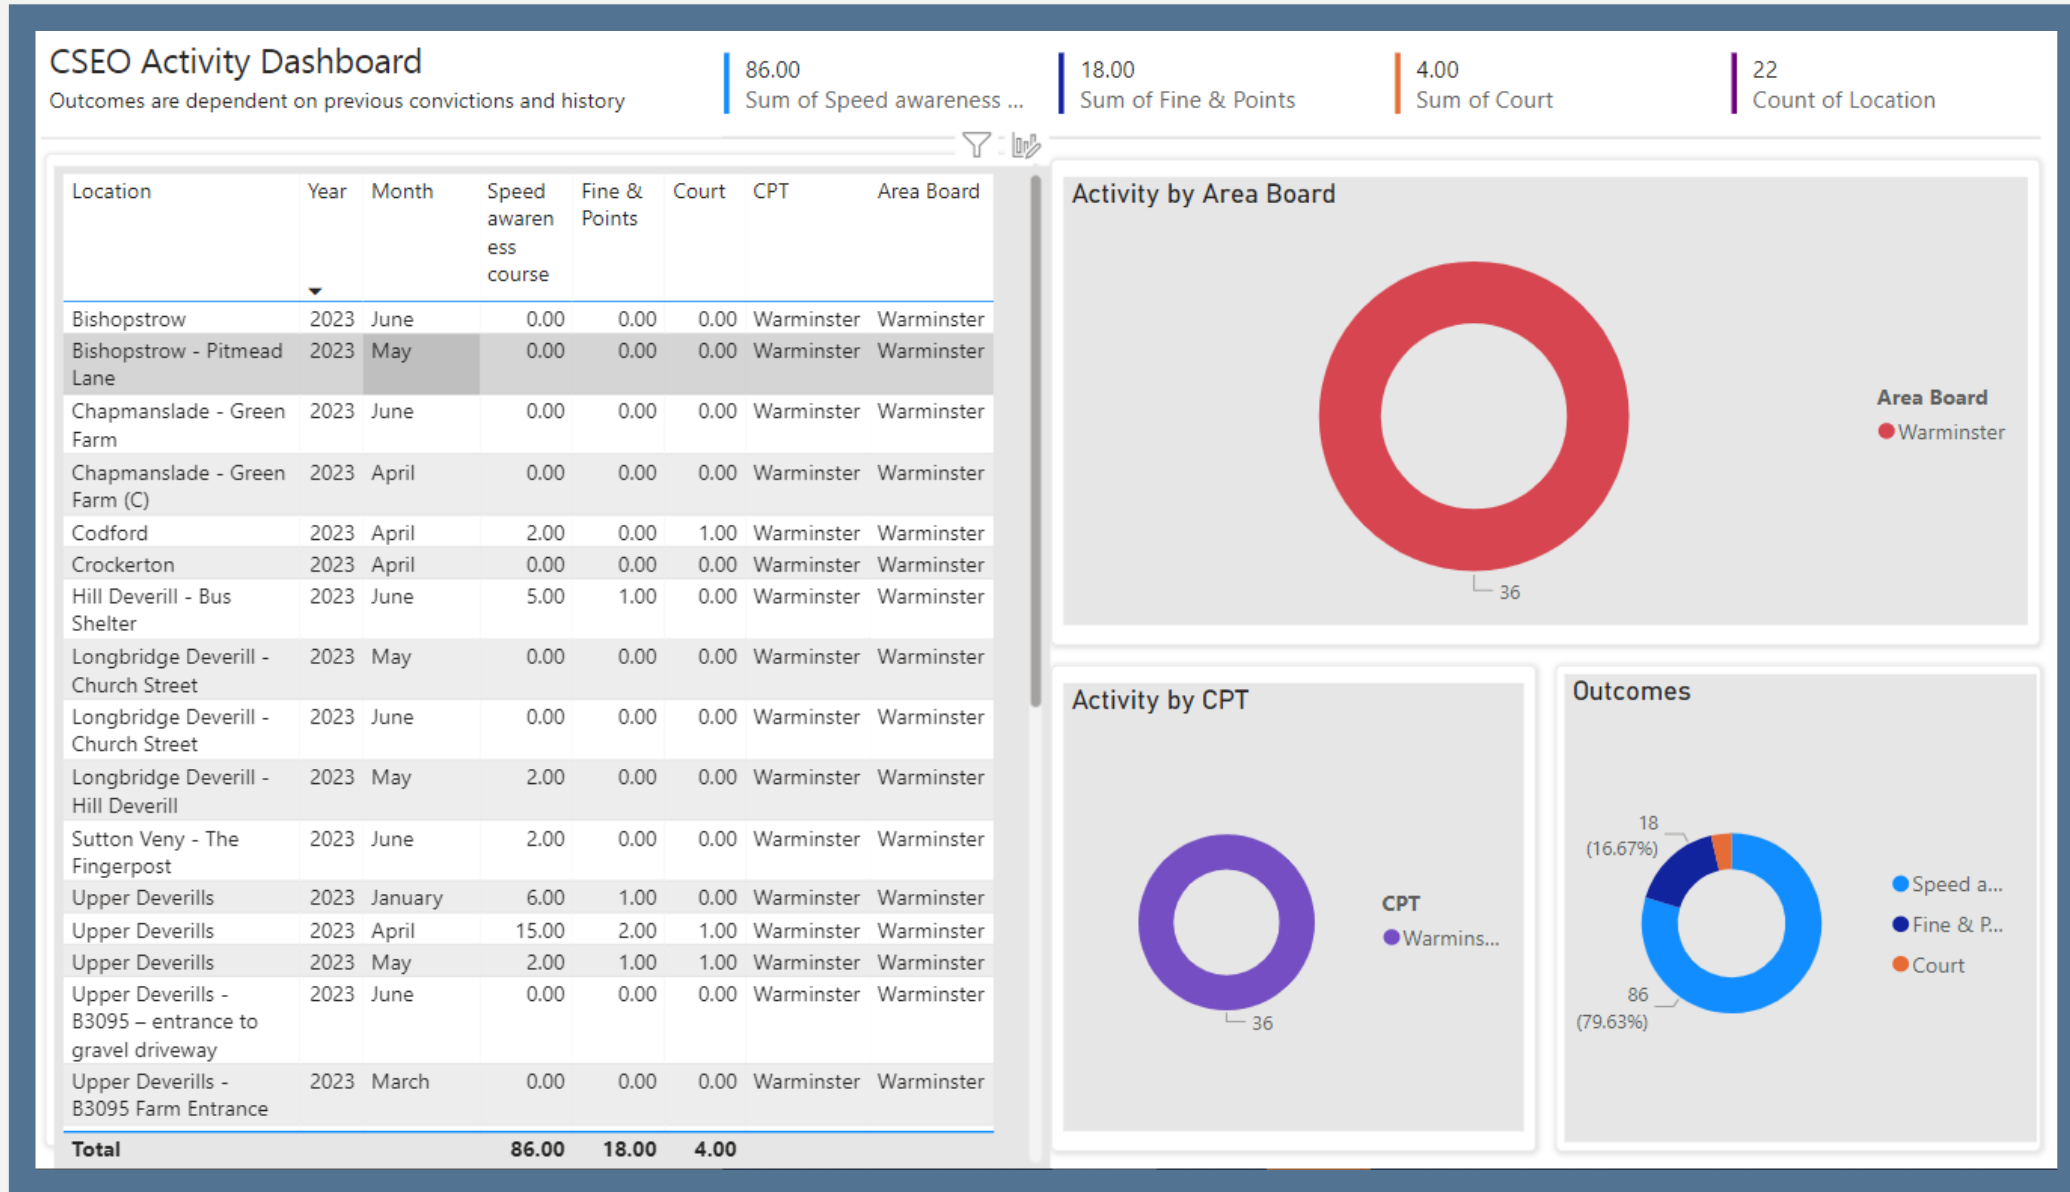 CSEO Activity Dashboard
Outcomes are dependent on previous convictions and history
86.00
Sum of Speed awareness ...
18.00
Sum of Fine & Points
4.00
Sum of Court
22
Count of Location
Location Year Month Speed awaren ess course Fine & Points Court CPT Area Board
Bishopstrow 2023 June 0.00 0.00 0.00 Warminster Warminster
Bishopstrow - Pitmead 2023 May 0.00 0.00 0.00 Warminster Warminster
Lane
Chapmanslade - Green 2023 June 0.00 0.00 0.00 Warminster Warminster
Farm
Chapmanslade - Green 2023 April 0.00 0.00 0.00 Warminster Warminster
Farm (C)
Codford 2023 April 2.00 0.00 1.00 Warminster Warminster
Crockerton 2023 April 0.00 0.00 0.00 Warminster Warminster
Hill Deverill - Bus 2023 June 5.00 1.00 0.00 Warminster Warminster
Shelter
Longbridge Deverill - 2023 May 0.00 0.00 0.00 Warminster Warminster
Church Street
Longbridge Deverill - 2023 June 0.00 0.00 0.00 Warminster Warminster
Church Street
Longbridge Deverill - 2023 May 2.00 0.00 0.00 Warminster Warminster
Hill Deverill
Sutton Veny - The 2023 June 2.00 0.00 0.00 Warminster Warminster
Fingerpost
Upper Deverills 2023 January 6.00 1.00 0.00 Warminster Warminster
Upper Deverills 2023 April 15.00 2.00 1.00 Warminster Warminster
Upper Deverills 2023 May 2.00 1.00 1.00 Warminster Warminster
Upper Deverills - 2023 June 0.00 0.00 0.00 Warminster Warminster
B3095 – entrance to
gravel driveway
Upper Deverills - 2023 March 0.00 0.00 0.00 Warminster Warminster
B3095 Farm Entrance
Total 86.00 18.00 4.00
Activity by Area Board
36
Area Board
Warminster
Activity by CPT
36
CPT
Warmins...
Outcomes
18
(16.67%)
86
(79.63%)
Speed a...
Fine & P...
Court